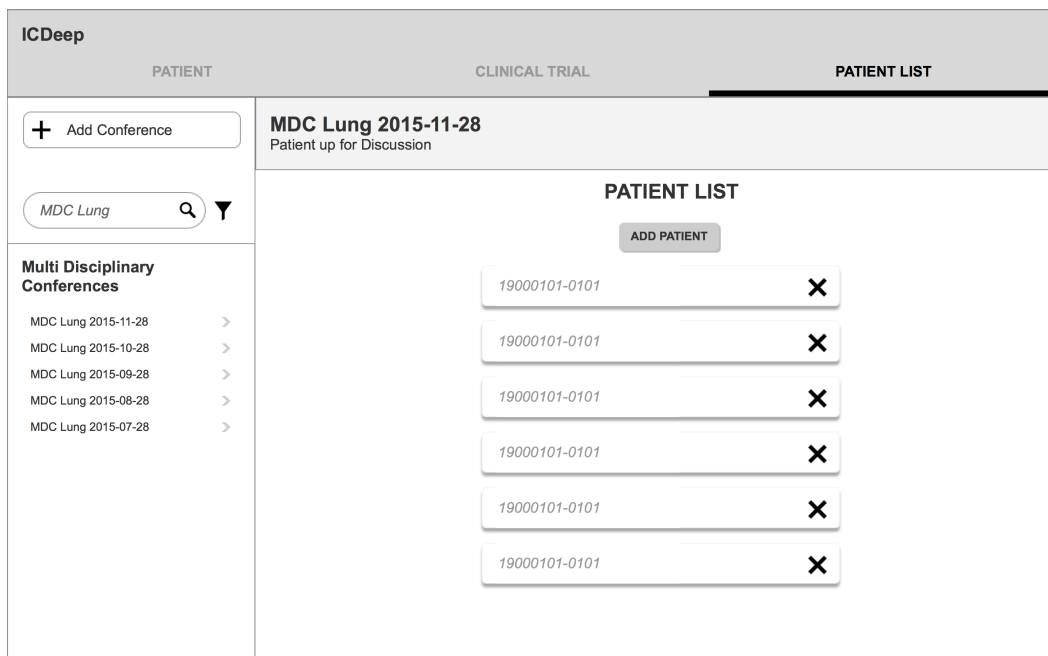 ICDeep
PATIENT
CLINICAL TRIAL
PATIENT LIST
Add Conference
MDC Lung
Multi Disciplinary
Conferences
MDC Lung 2015-11-28
MDC Lung 2015-10-28
MDC Lung 2015-09-28
MDC Lung 2015-08-28
MDC Lung 2015-07-28
MDC Lung 2015-11-28
Patient up for Discussion
PATIENT LIST
ADD PATIENT
19000101-0101
19000101-0101
19000101-0101
19000101-0101
19000101-0101
19000101-0101